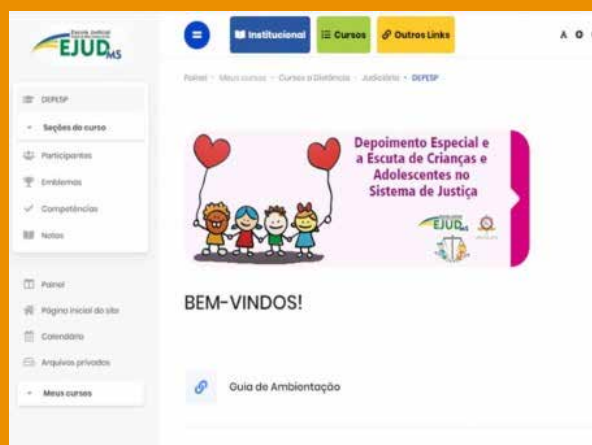 Escola Judicial
EJUD MS
Institucional
Cursos
Outros Links
A
Painel - Meus cursos - Cursos a Distância - Judiciário - DEPESP
DEPESP
Seções do curso
Participantes
Emblemas
Competências
Notas
Painel
Página inicial do site
Calendário
Arquivos privados
Meus cursos
Depoimento Especial e
a Escuta de Crianças e
Adolescentes no
Sistema de Justiça
EJUD MS
BEM-VINDOS!
Guia de Ambientação